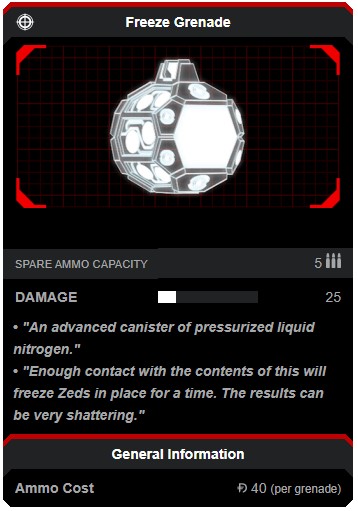 Freeze Grenade
SPARE AMMO CAPACITY 5
DAMAGE 25
• "An advanced canister of pressurized liquid
nitrogen."
• "Enough contact with the contents of this will
freeze Zeds in place for a time. The results can
be very shattering."
General Information
Ammo Cost 40 (per grenade)